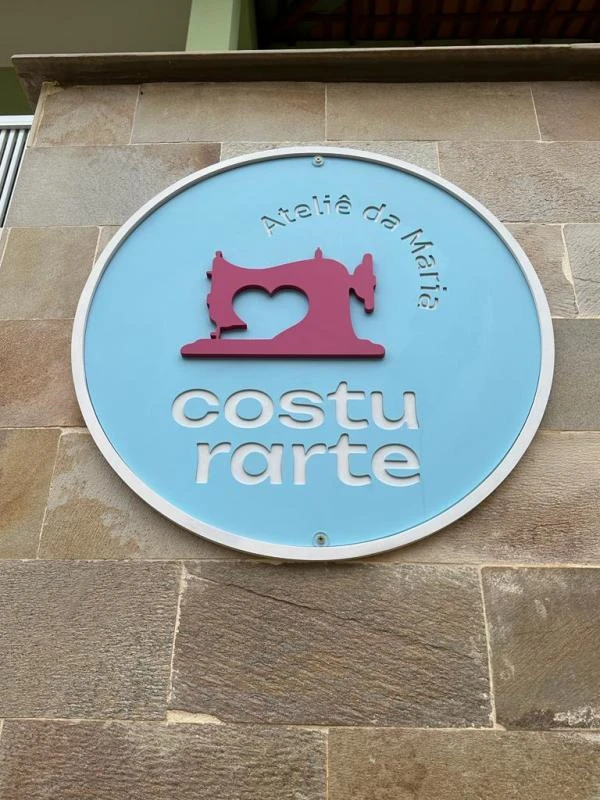 Ateliê da Maria
costu
rarte